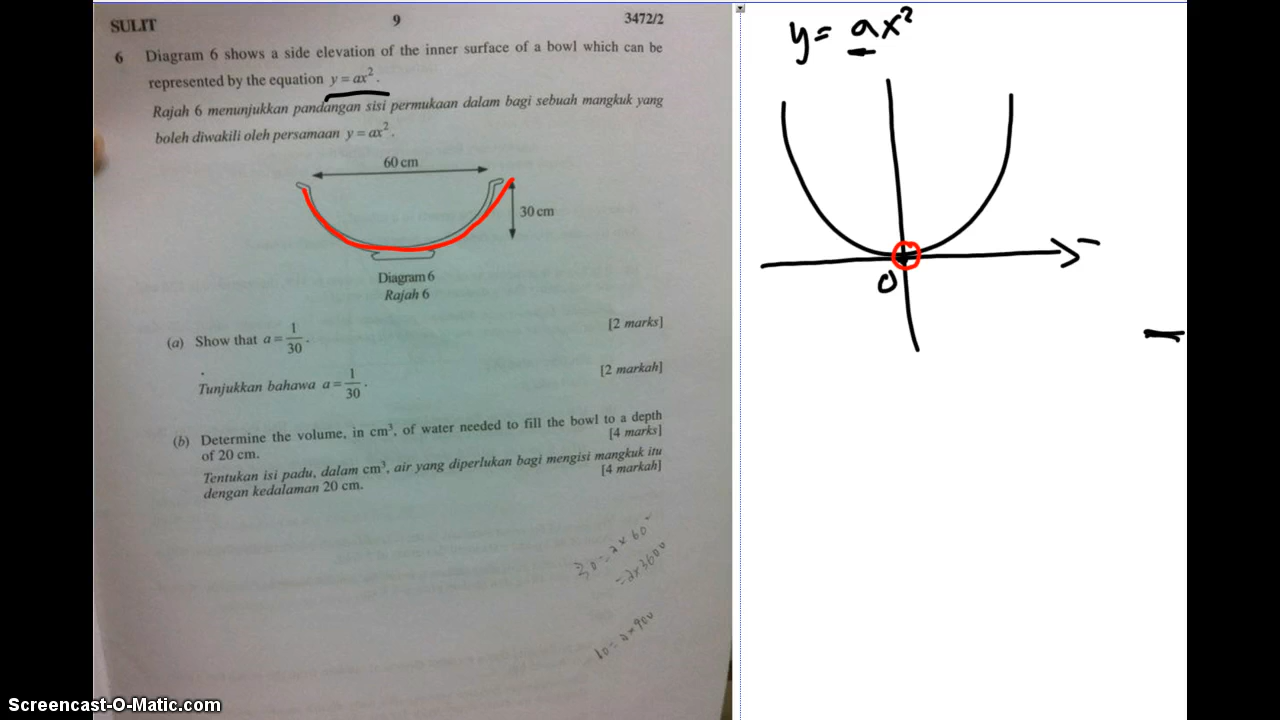 SULIT 9 3472/2
6 Diagram 6 shows a side elevation of the inner surface of a bowl which can be
represented by the equation y = ax².
Rajah 6 menunjukkan pandangan sisi permukaan dalam bagi sebuah mangkuk yang
boleh diwakili oleh persamaan y = ax².
60 cm
30 cm
Diagram 6
Rajah 6
(a) Show that a = 1/30. [2 marks]
Tunjukkan bahawa a = 1/30. [2 markah]
(b) Determine the volume, in cm³, of water needed to fill the bowl to a depth
of 20 cm. [4 marks]
Tentukan isi padu, dalam cm³, air yang diperlukan bagi mengisi mangkuk itu
dengan kedalaman 20 cm. [4 markah]
y = ax²
0
Screencast-O-Matic.com